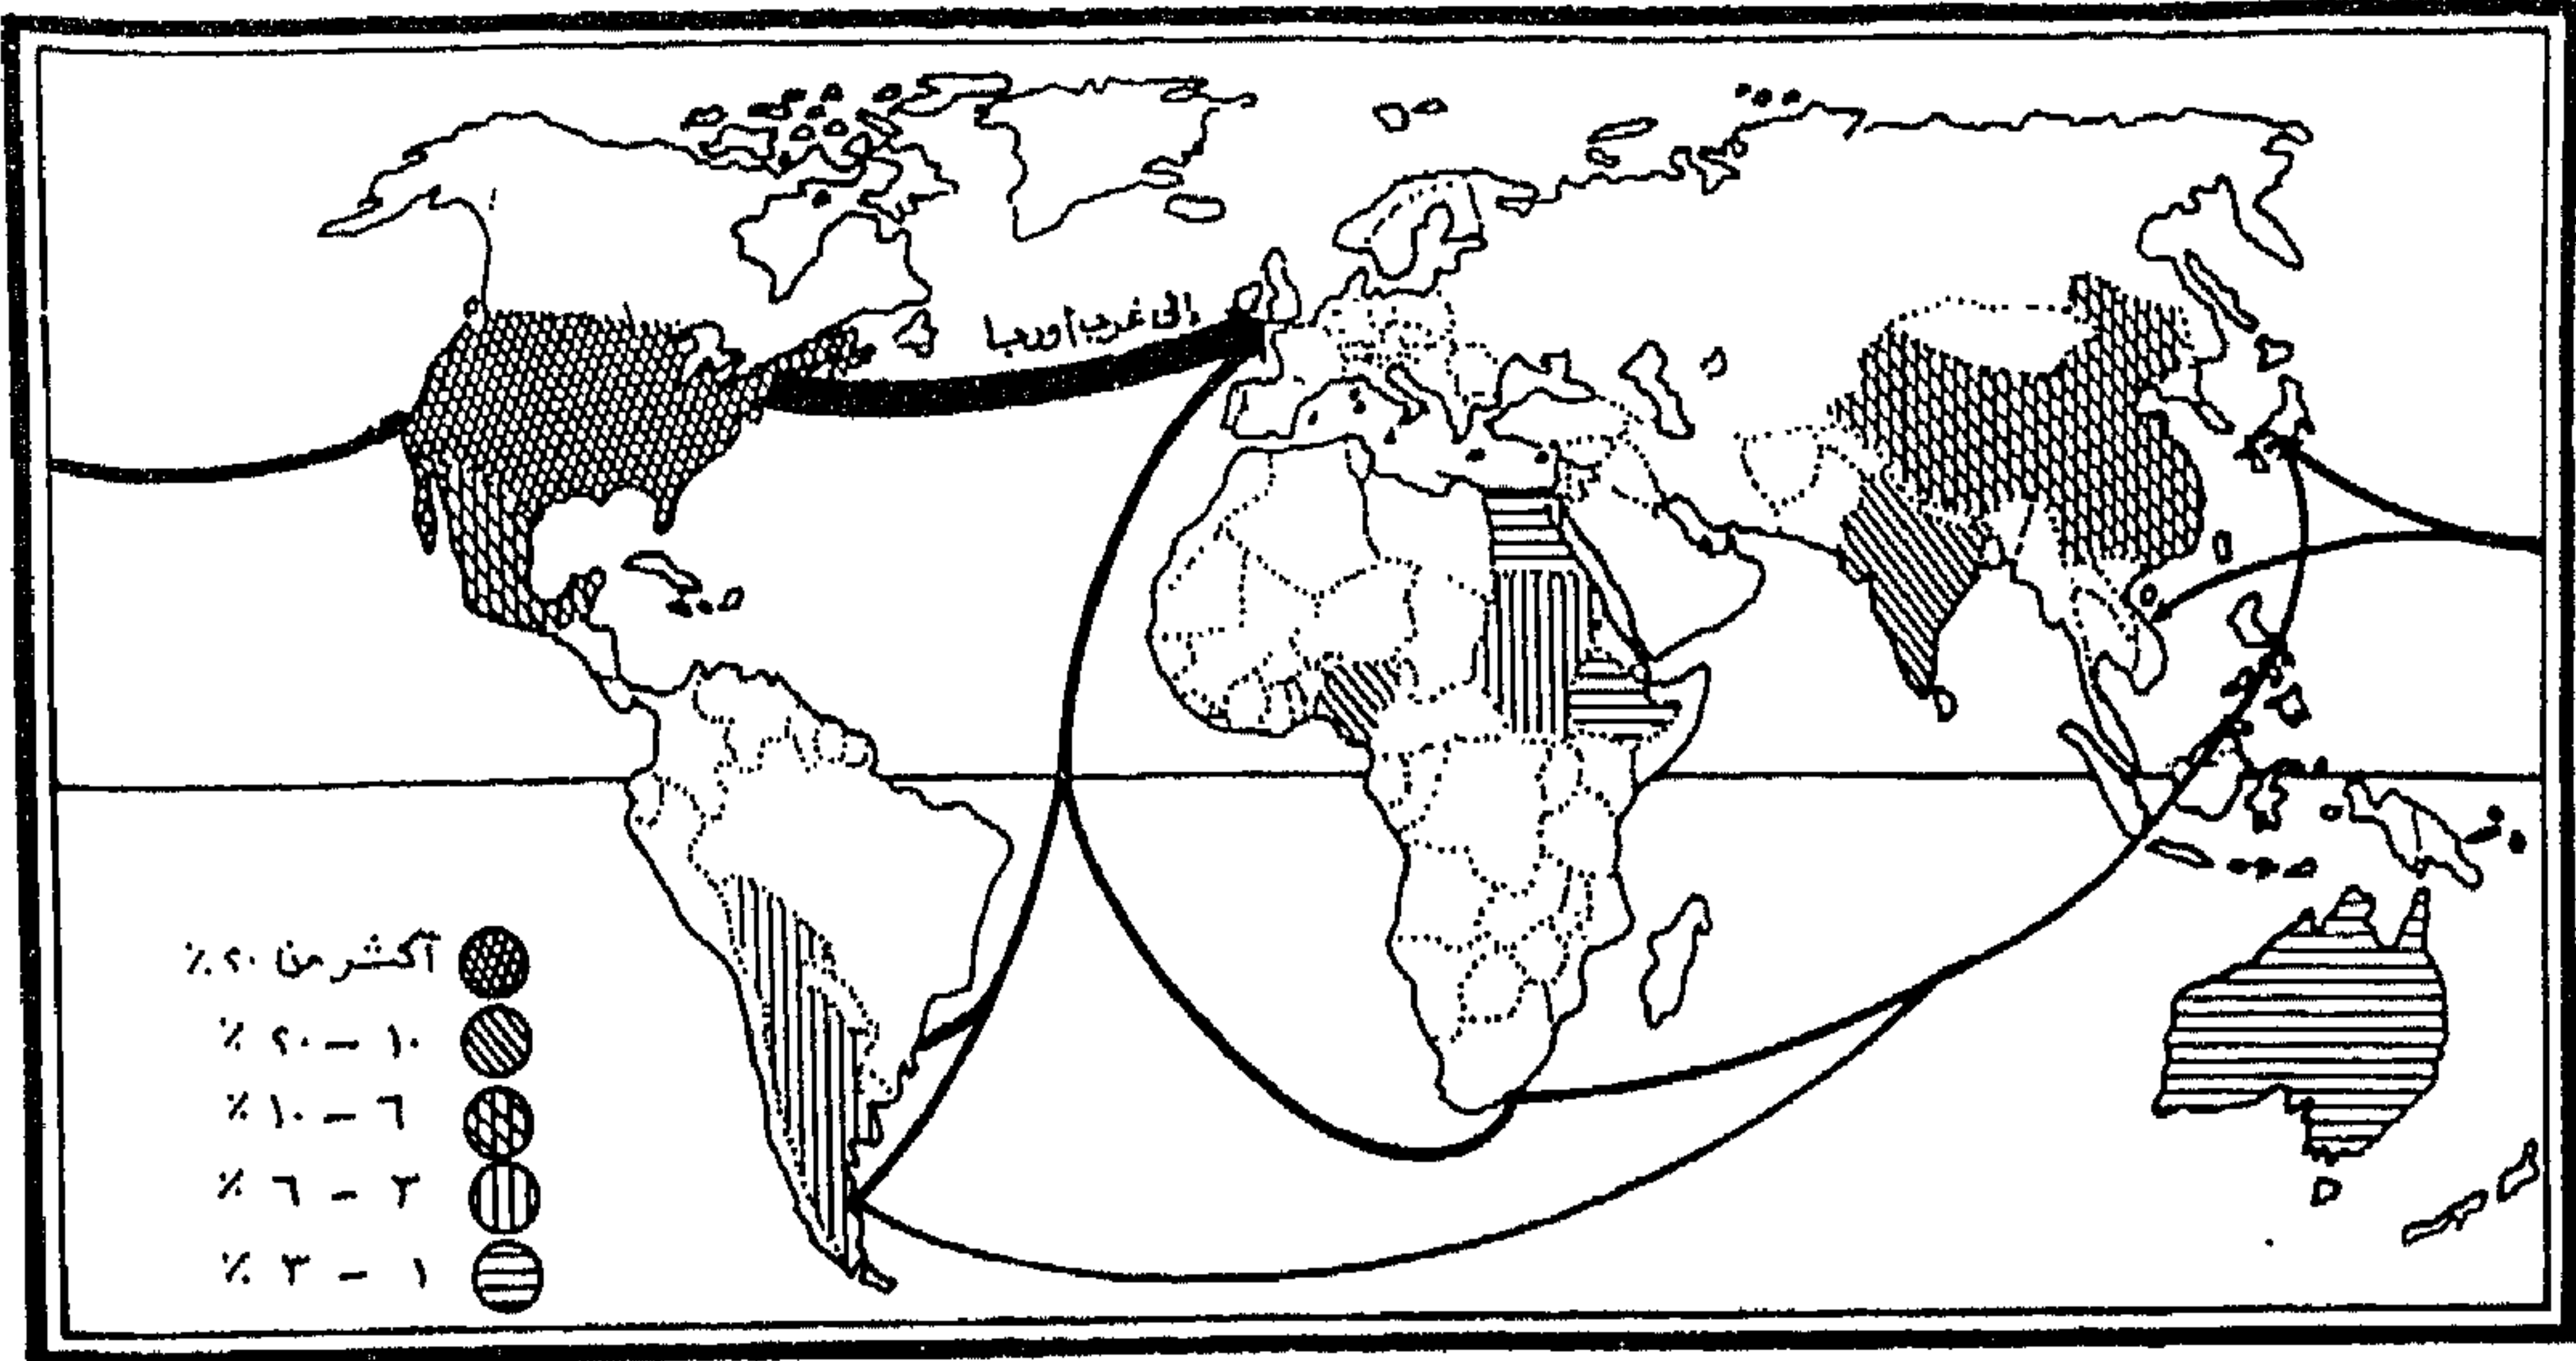 إلى غرب أوربا
أكثر من ٢٠٪
١٠ – ٢٠ ٪
٦ – ١٠ ٪
٣ – ٦ ٪
١ – ٣ ٪